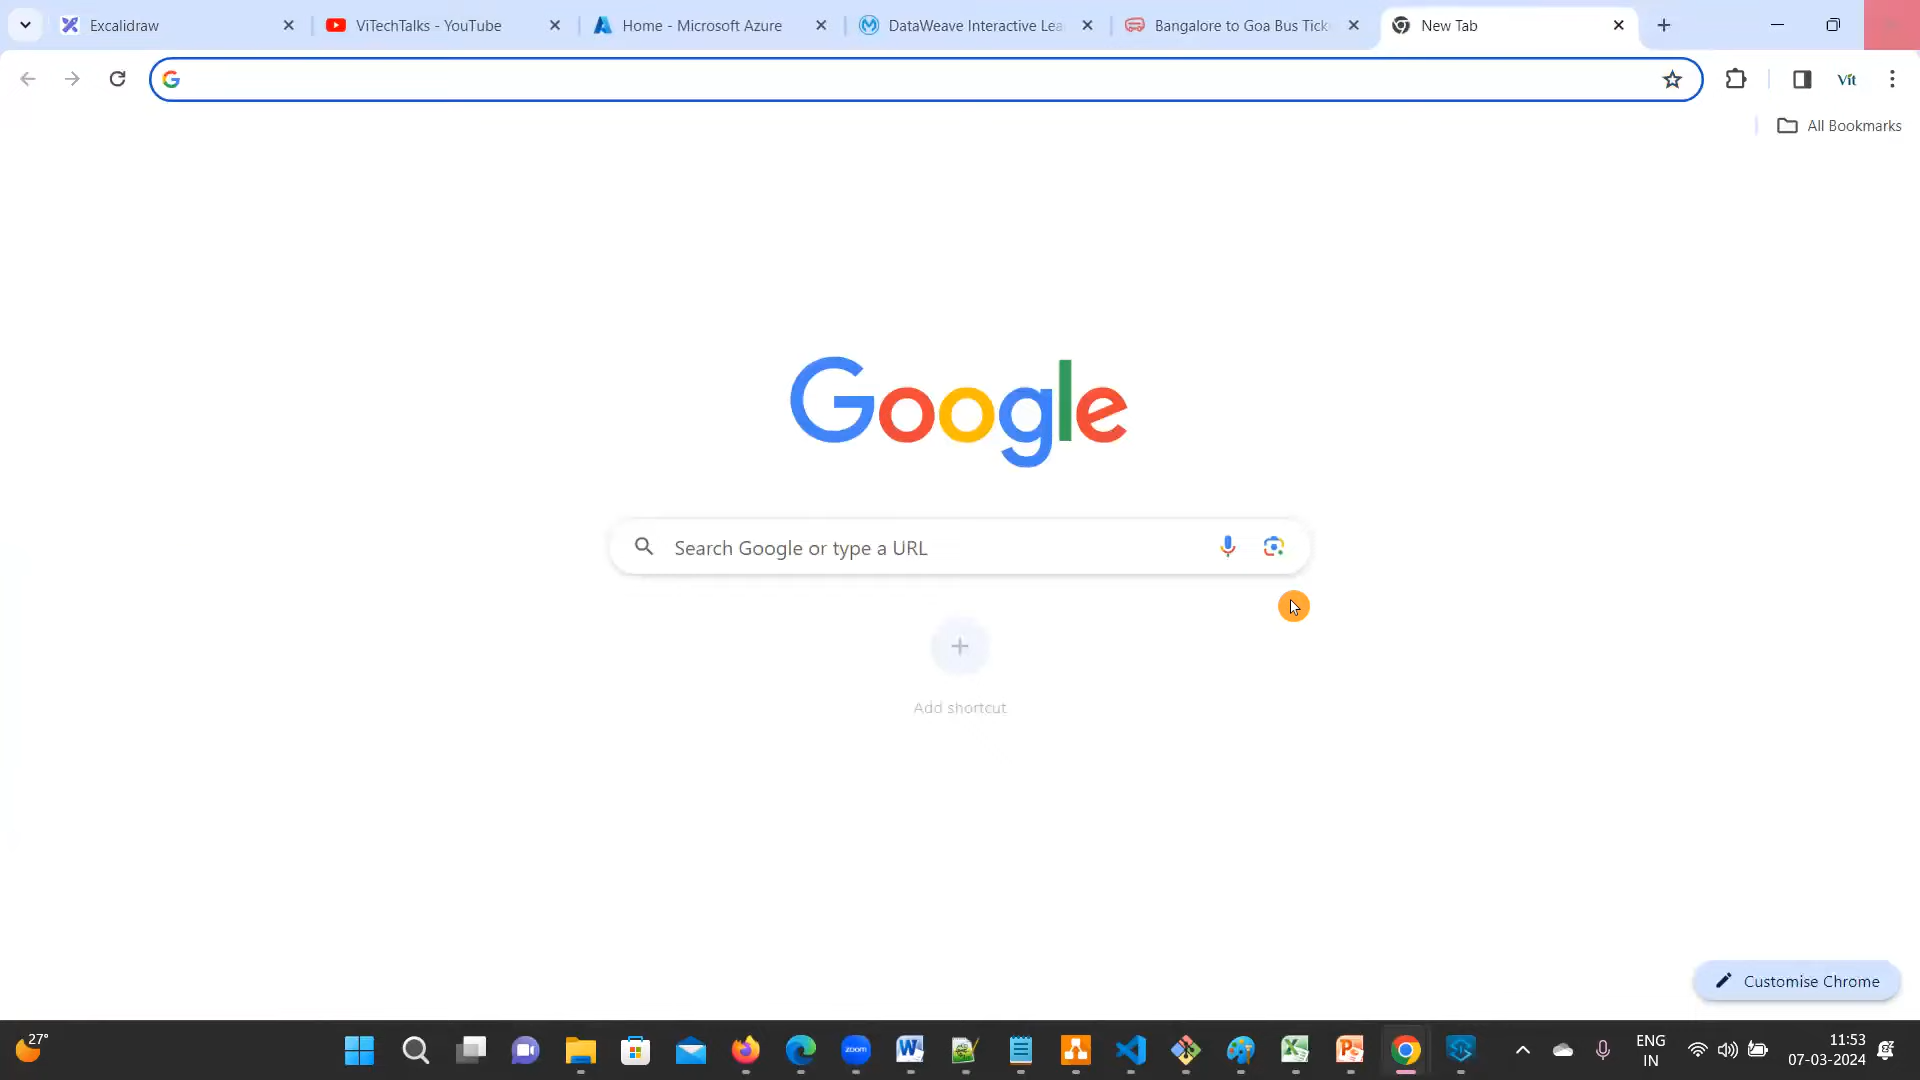 Excalidraw
ViTechTalks - YouTube
Home - Microsoft Azure
DataWeave Interactive Lea
Bangalore to Goa Bus Tick
New Tab
Vit
All Bookmarks
Google
Search Google or type a URL
Add shortcut
Customise Chrome
27°
zoom
ENG
IN
11:53
07-03-2024